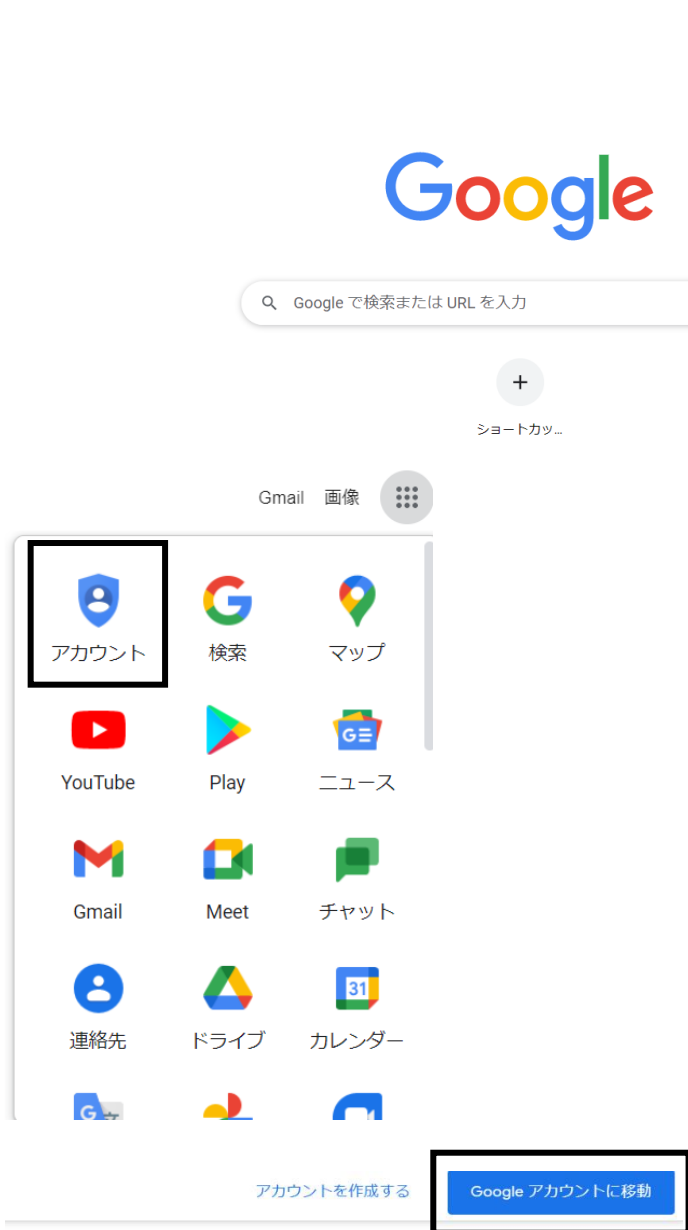 Google
Google で検索または URL を入力
ショートカッ...
Gmail 画像
アカウント 検索 マップ
YouTube Play ニュース
GE
Gmail Meet チャット
31
連絡先 ドライブ カレンダー
G 文
アカウントを作成する Google アカウントに移動